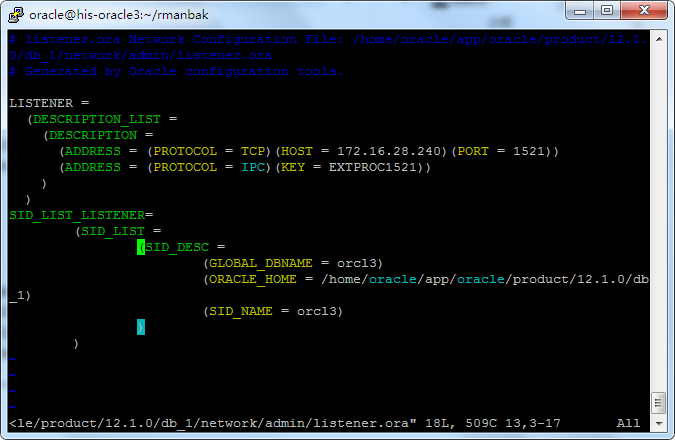 oracle@his-oracle3:~/rmanbak
# listener.ora Network Configuration File: /home/oracle/app/oracle/product/12.1.
0/db_1/network/admin/listener.ora
# Generated by Oracle configuration tools.
LISTENER =
(DESCRIPTION_LIST =
(DESCRIPTION =
(ADDRESS = (PROTOCOL = TCP)(HOST = 172.16.28.240)(PORT = 1521))
(ADDRESS = (PROTOCOL = IPC)(KEY = EXTPROC1521))
)
)
SID_LIST_LISTENER=
(SID_LIST =
(SID_DESC =
(GLOBAL_DBNAME = orcl3)
(ORACLE_HOME = /home/oracle/app/oracle/product/12.1.0/db
_1)
(SID_NAME = orcl3)
)
)
~
~
~
~
<le/product/12.1.0/db_1/network/admin/listener.ora" 18L, 509C 13,3-17 All